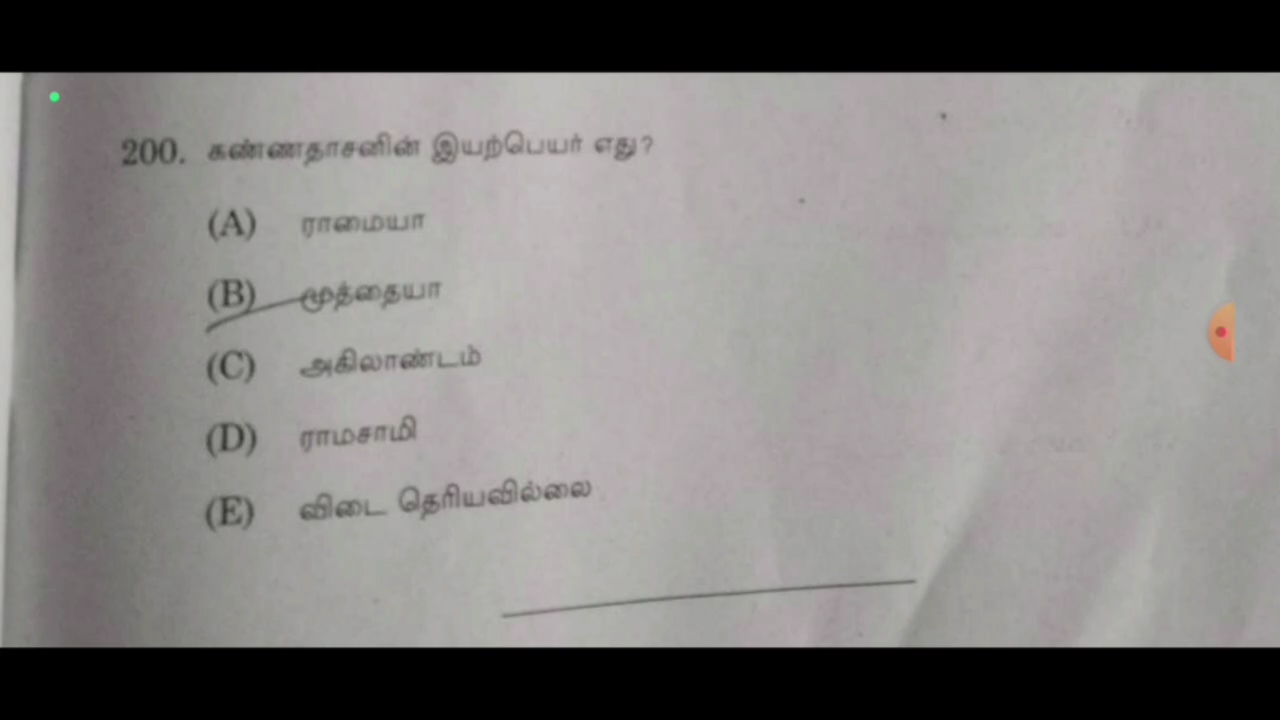 200. கண்ணதாசனின் இயற்பெயர் எது?
(A) ராமையா
(B) முத்தையா
(C) அகிலாண்டம்
(D) ராமசாமி
(E) விடை தெரியவில்லை